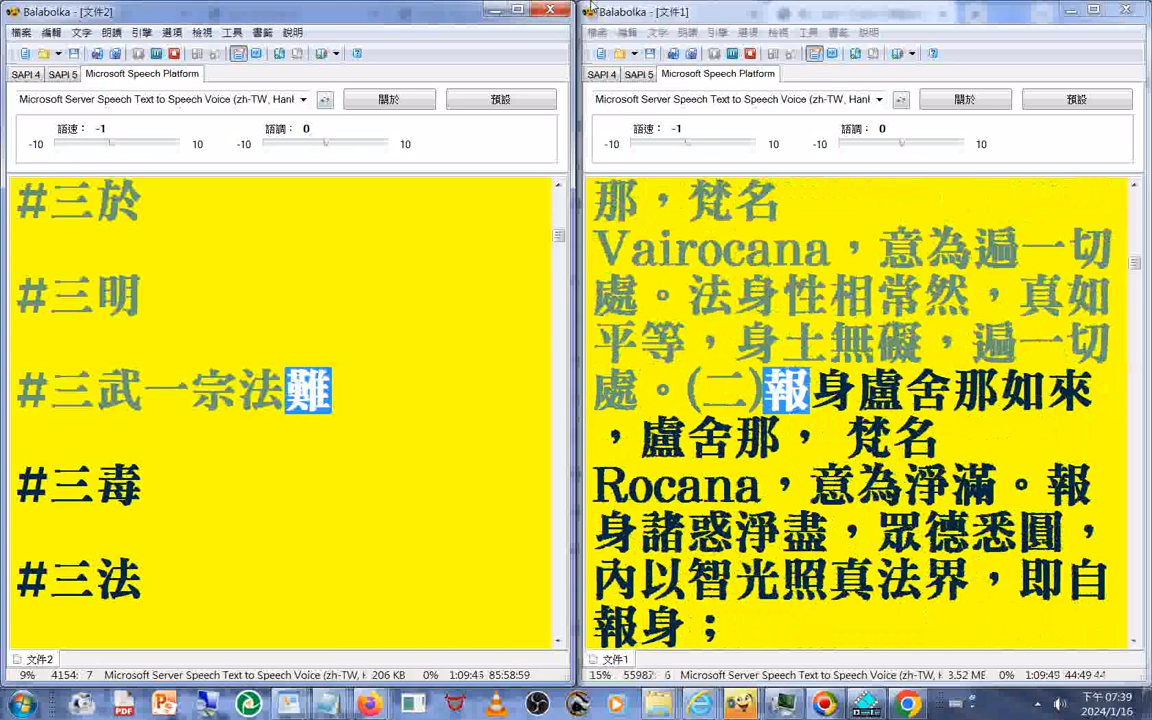 Balabolka - [文件2]
檔案 編輯 文字 朗讀 引擎 選項 檢視 工具 書籤 說明
SAPI 4 SAPI 5 Microsoft Speech Platform
Microsoft Server Speech Text to Speech Voice (zh-TW, Hanl
關於 預設
語速： -1 語調： 0
-10 10 -10 10
#三於
#三明
#三武一宗法難
#三毒
#三法
文件2
9% 4154: 7 Microsoft Server Speech Text to Speech Voice (zh-TW, 206 KB 0% 1:09:4 85:58:59
Balabolka - [文件1]
檔案 編輯 文字 朗讀 引擎 選項 檢視 工具 書籤 說明
SAPI 4 SAPI 5 Microsoft Speech Platform
Microsoft Server Speech Text to Speech Voice (zh-TW, Hanl
關於 預設
語速： -1 語調： 0
-10 10 -10 10
那，梵名
Vairocana，意為遍一切
處。法身性相常然，真如
平等，身土無礙，遍一切
處。(二)報身盧舍那如來
，盧舍那， 梵名
Rocana，意為淨滿。報
身諸惑淨盡，眾德悉圓，
內以智光照真法界，即自
報身；
文件1
15% 6 Microsoft Server Speech Text to Speech Voice (zh-TW, 3.52 ME 0% 1:09:4 44:49:44
下午 07:39
2024/1/16